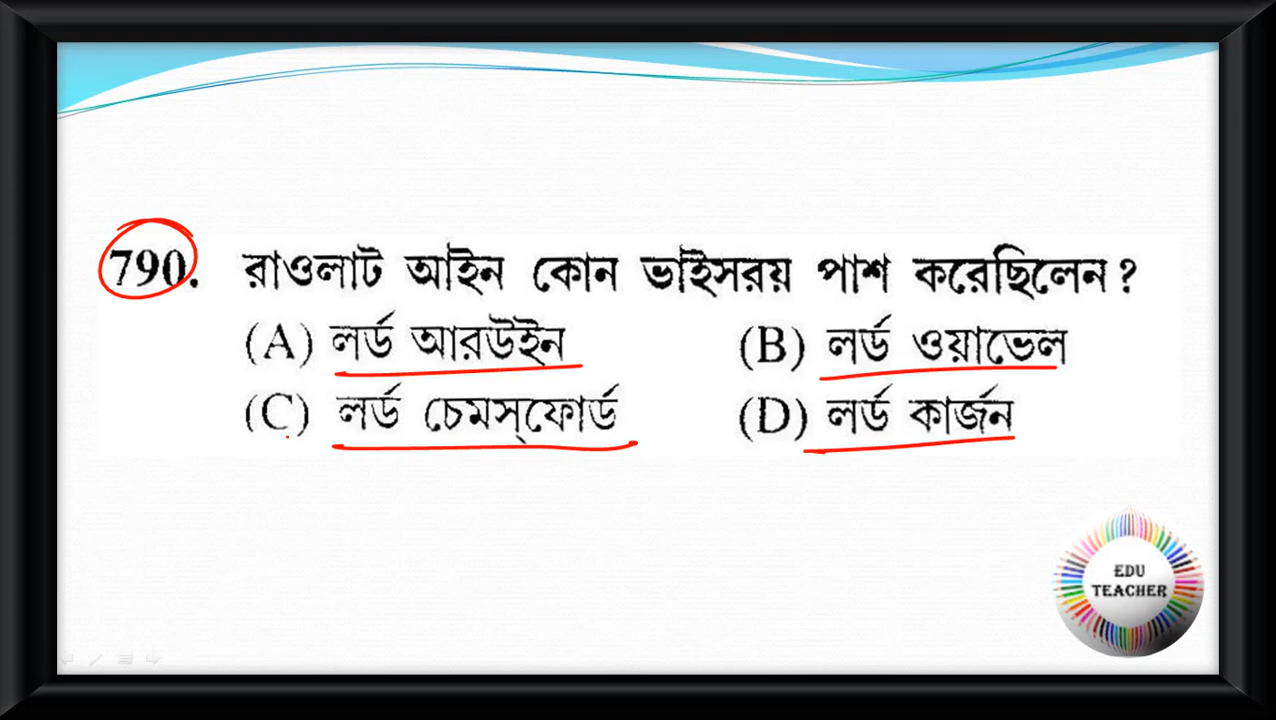 790. রাওলাট আইন কোন ভাইসরয় পাশ করেছিলেন?
(A) লর্ড আরউইন (B) লর্ড ওয়াভেল
(C) লর্ড চেমস্‌ফোর্ড (D) লর্ড কার্জন
EDU
TEACHER